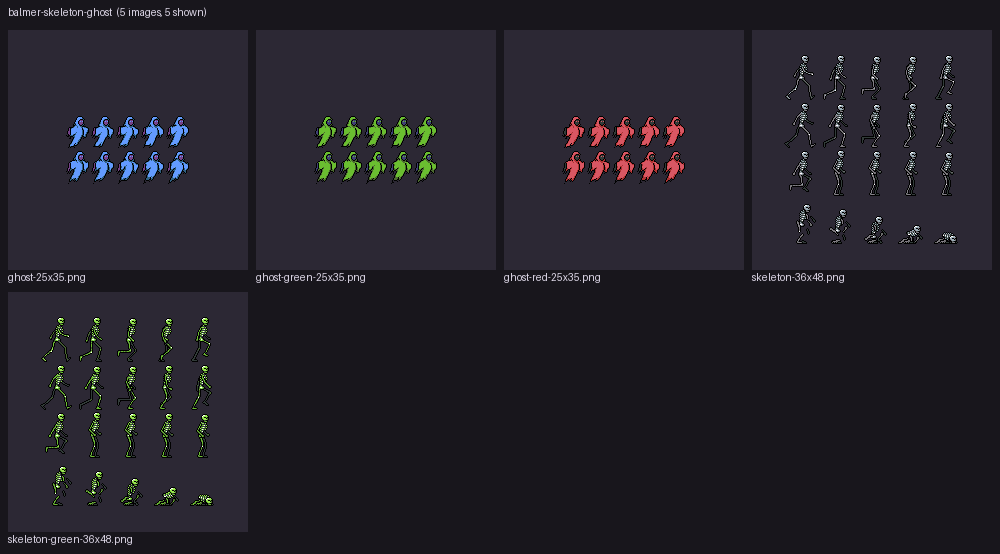 balmer-skeleton-ghost (5 images, 5 shown)
ghost-25x35.png
ghost-green-25x35.png
ghost-red-25x35.png
skeleton-36x48.png
skeleton-green-36x48.png